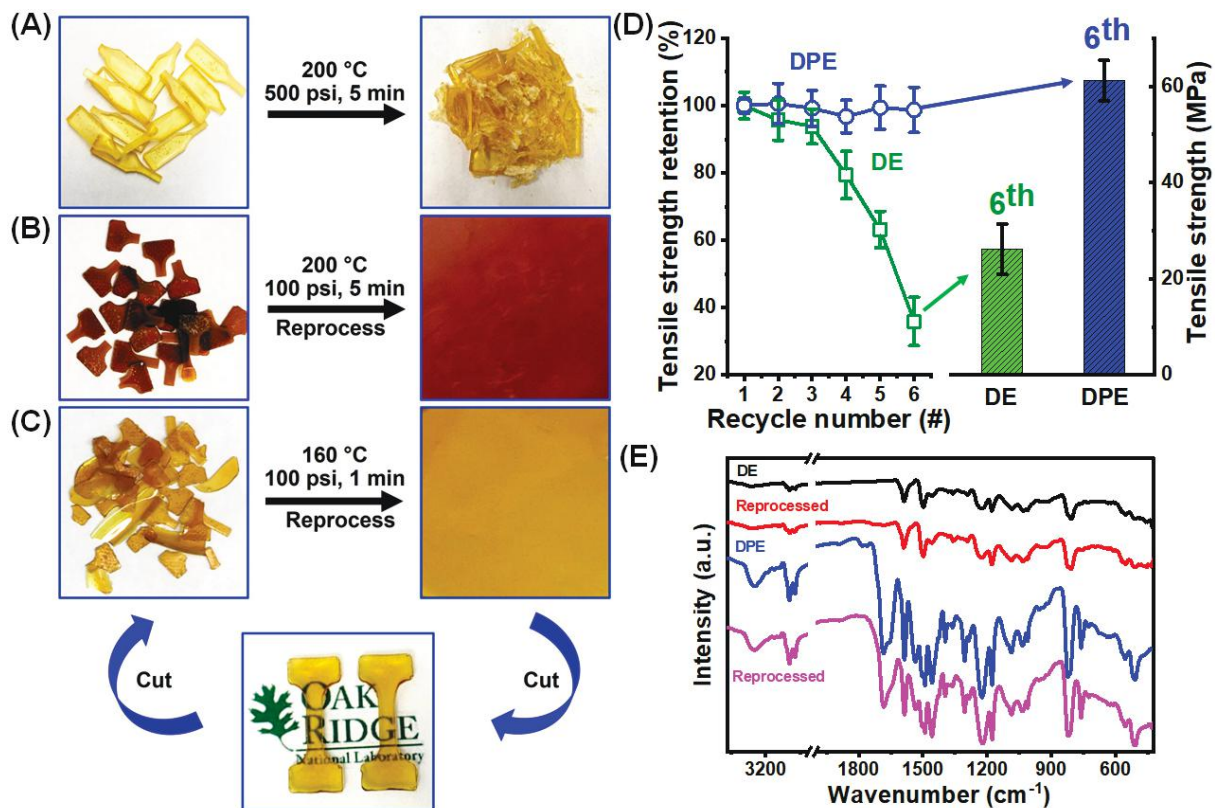 (A)
200 °C
500 psi, 5 min
(B)
200 °C
100 psi, 5 min
Reprocess
(C)
160 °C
100 psi, 1 min
Reprocess
Cut
Cut
OAK
RIDGE
National Laboratory
(D)
Tensile strength retention (%)
120
100
80
60
40
20
DPE
DE
1 2 3 4 5 6
Recycle number (#)
6th
6th
DE DPE
Tensile strength (MPa)
60
40
20
0
(E)
Intensity (a.u.)
DE
Reprocessed
DPE
Reprocessed
3200 1800 1500 1200 900 600
Wavenumber (cm-1)